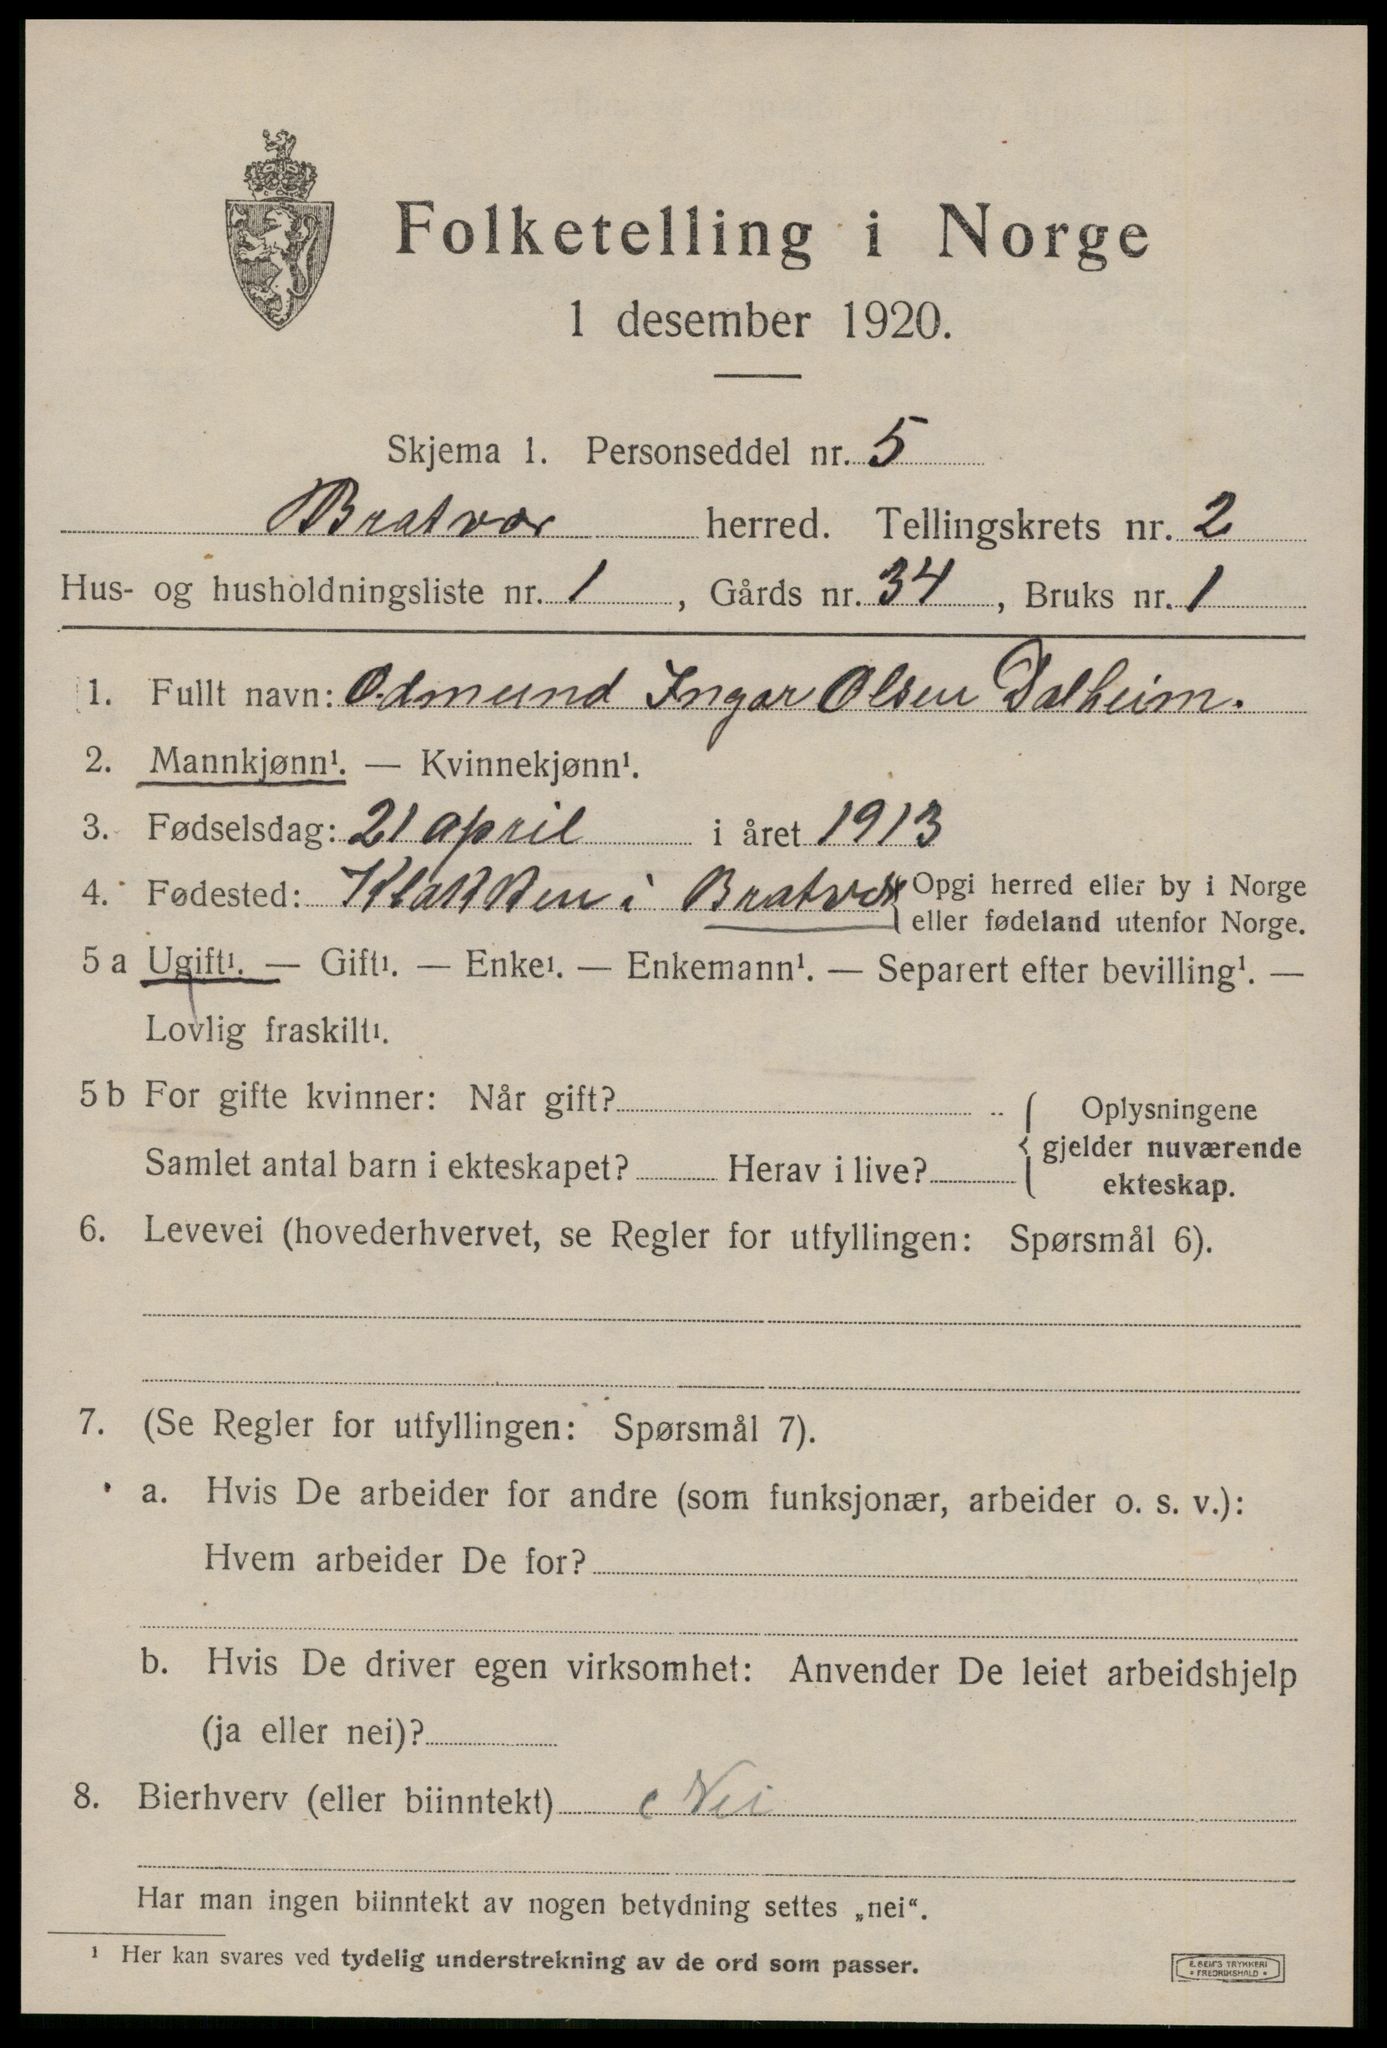 Folketelling i Norge
1 desember 1920.
Skjema 1. Personseddel nr. 5
Bratvær herred. Tellingskrets nr. 2
Hus- og husholdningsliste nr. 1, Gårds nr. 34, Bruks nr. 1
1. Fullt navn: Odmund Ingar Olsen Dalheim.
2. Mannkjønn¹. — Kvinnekjønn¹.
3. Fødselsdag: 21 april i året 1913
4. Fødested: Klakken i Bratvær { Opgi herred eller by i Norge
eller fødeland utenfor Norge.
5 a Ugift¹. — Gift¹. — Enke¹. — Enkemann¹. — Separert efter bevilling¹. —
Lovlig fraskilt¹.
5 b For gifte kvinner: Når gift?
Samlet antal barn i ekteskapet? Herav i live?
Oplysningene
gjelder nuværende
ekteskap.
6. Levevei (hovederhvervet, se Regler for utfyllingen: Spørsmål 6).
7. (Se Regler for utfyllingen: Spørsmål 7).
a. Hvis De arbeider for andre (som funksjonær, arbeider o. s. v.):
Hvem arbeider De for?
b. Hvis De driver egen virksomhet: Anvender De leiet arbeidshjelp
(ja eller nei)?
8. Bierhverv (eller biinntekt) Nei
Har man ingen biinntekt av nogen betydning settes „nei“.
¹ Her kan svares ved tydelig understrekning av de ord som passer.
E. SEM'S TRYKKERI
• FREDRIKSHALD •